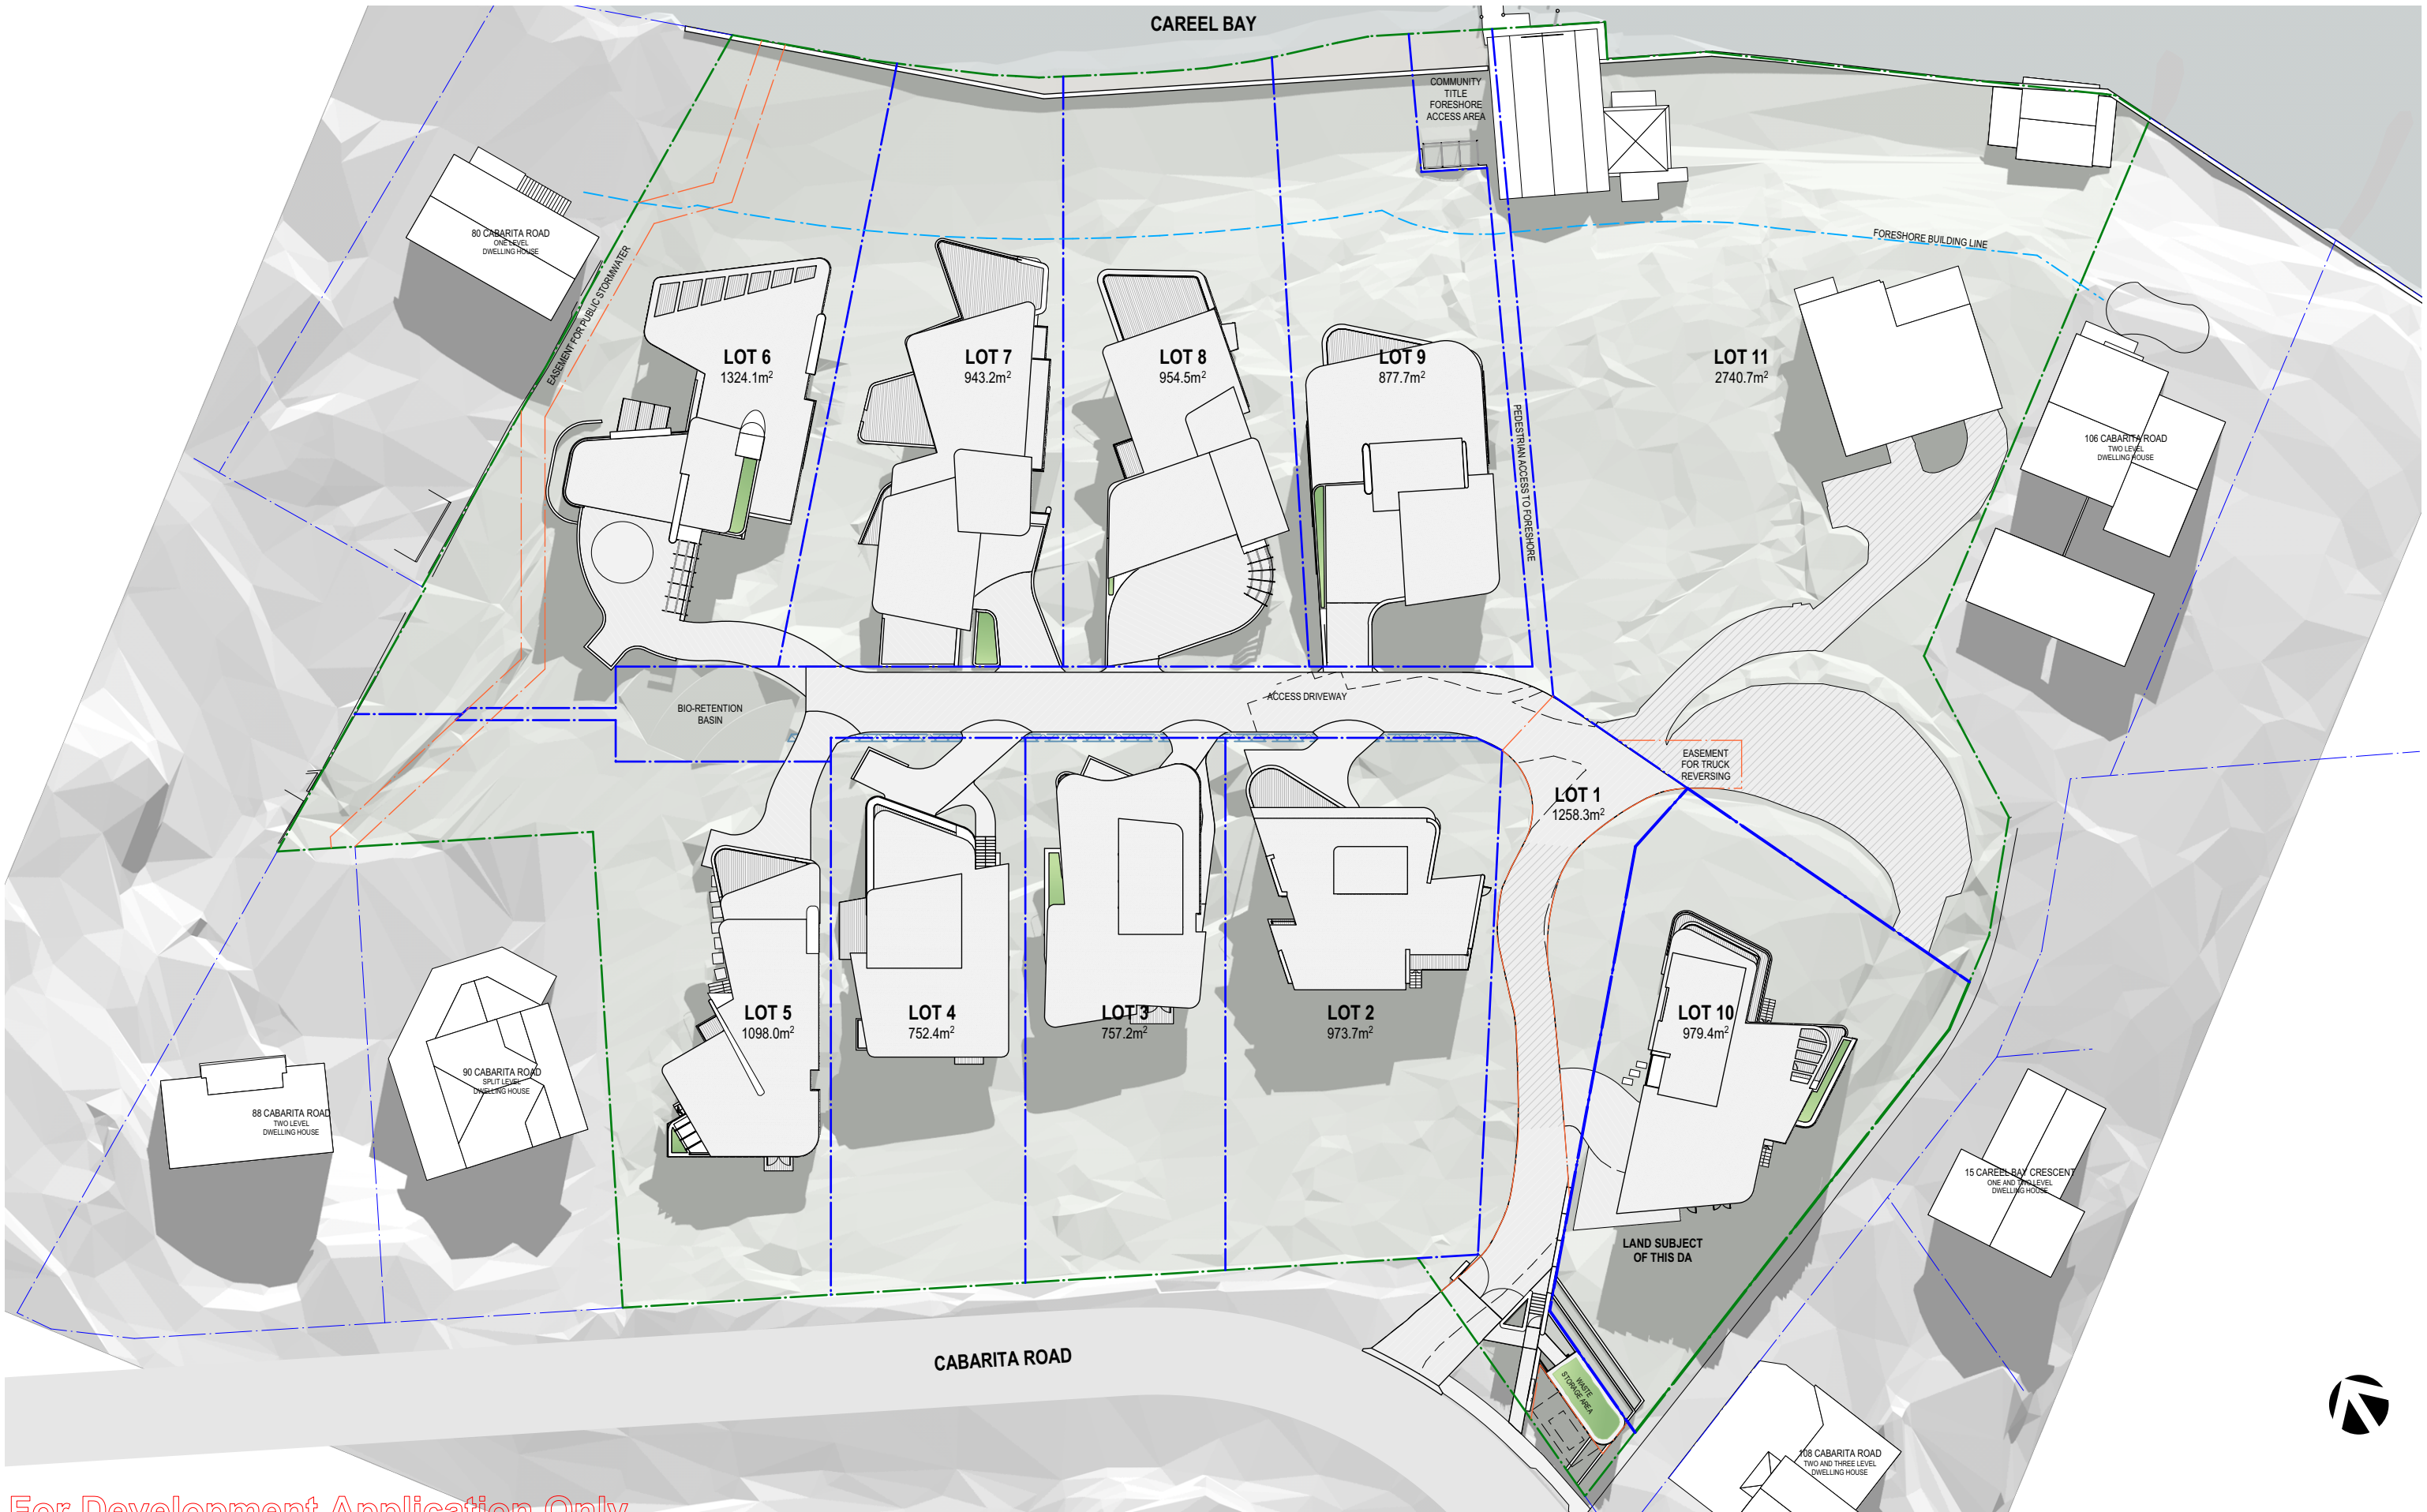 CAREEL BAY
COMMUNITY
TITLE
FORESHORE
ACCESS AREA
80 CABARITA ROAD
ONE LEVEL
DWELLING HOUSE
EASEMENT FOR PUBLIC STORMWATER
FORESHORE BUILDING LINE
LOT 6
1324.1m²
LOT 7
943.2m²
LOT 8
954.5m²
LOT 9
877.7m²
LOT 11
2740.7m²
PEDESTRIAN ACCESS TO FORESHORE
106 CABARITA ROAD
TWO LEVEL
DWELLING HOUSE
BIO-RETENTION
BASIN
ACCESS DRIVEWAY
EASEMENT
FOR TRUCK
REVERSING
LOT 1
1258.3m²
LOT 5
1098.0m²
LOT 4
752.4m²
LOT 3
757.2m²
LOT 2
973.7m²
LOT 10
979.4m²
90 CABARITA ROAD
SPLIT LEVEL
DWELLING HOUSE
88 CABARITA ROAD
TWO LEVEL
DWELLING HOUSE
15 CAREEL BAY CRESCENT
ONE AND TWO LEVEL
DWELLING HOUSE
LAND SUBJECT
OF THIS DA
CABARITA ROAD
WASTE
STORAGE AREA
108 CABARITA ROAD
TWO AND THREE LEVEL
DWELLING HOUSE
For Development Application Only